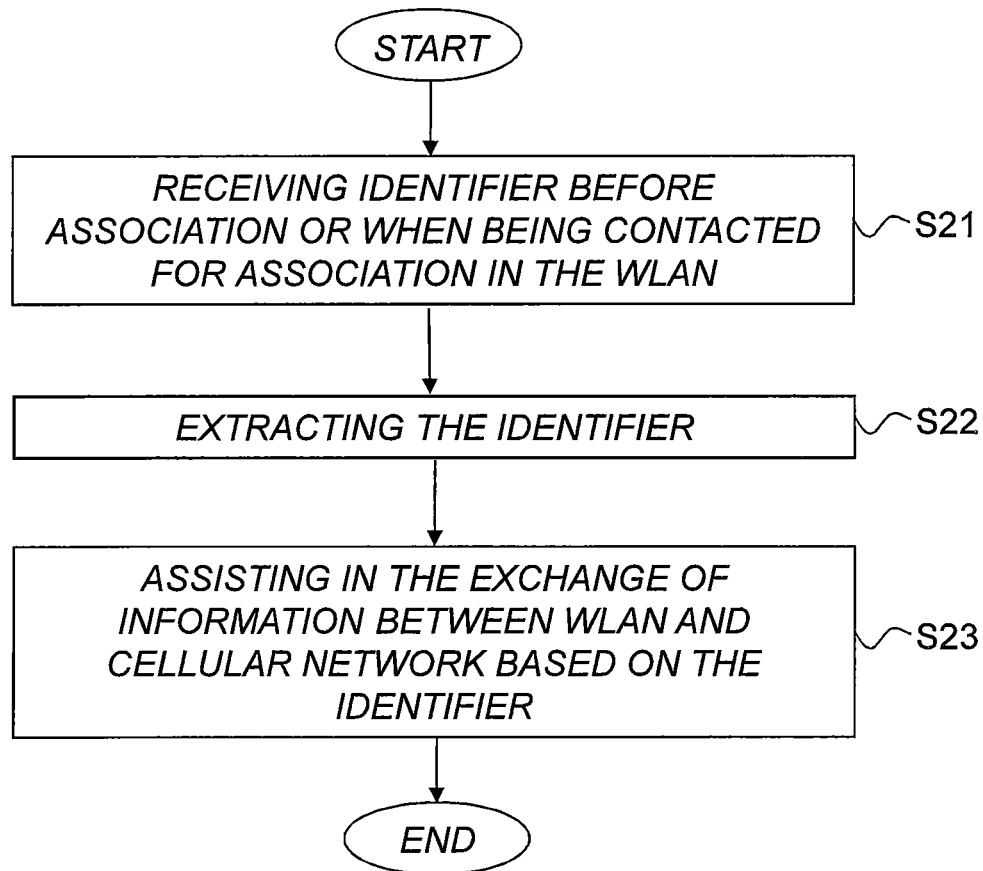 START
RECEIVING IDENTIFIER BEFORE
ASSOCIATION OR WHEN BEING CONTACTED
FOR ASSOCIATION IN THE WLAN
S21
EXTRACTING THE IDENTIFIER
S22
ASSISTING IN THE EXCHANGE OF
INFORMATION BETWEEN WLAN AND
CELLULAR NETWORK BASED ON THE
IDENTIFIER
S23
END